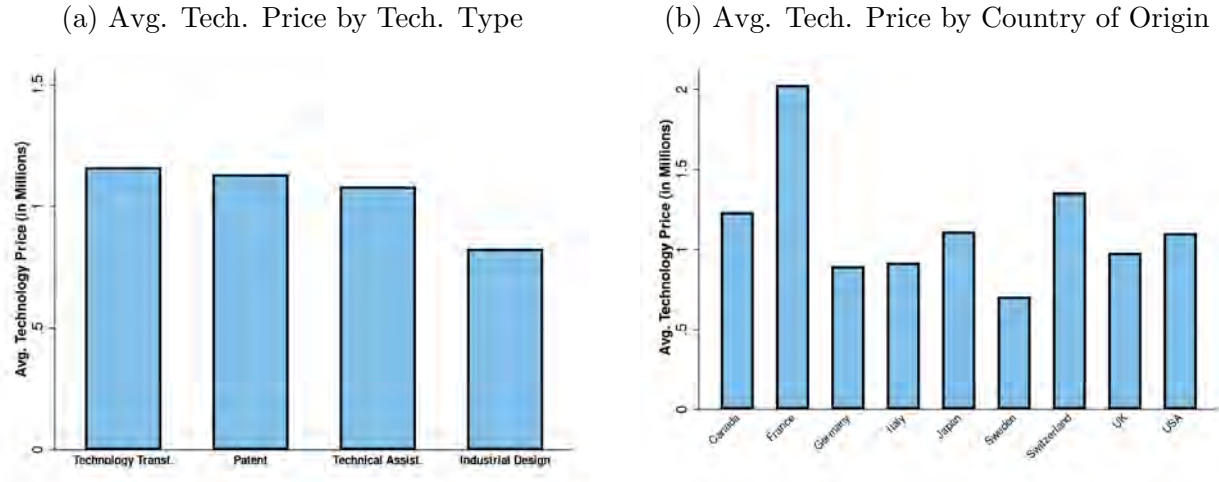 (a) Avg. Tech. Price by Tech. Type
Avg. Technology Price (in Millions)
1.5
1
.5
0
Technology Transf.
Patent
Technical Assist.
Industrial Design
(b) Avg. Tech. Price by Country of Origin
Avg. Technology Price (in Millions)
2
1.5
1
.5
0
Canada
France
Germany
Italy
Japan
Sweden
Switzerland
UK
USA